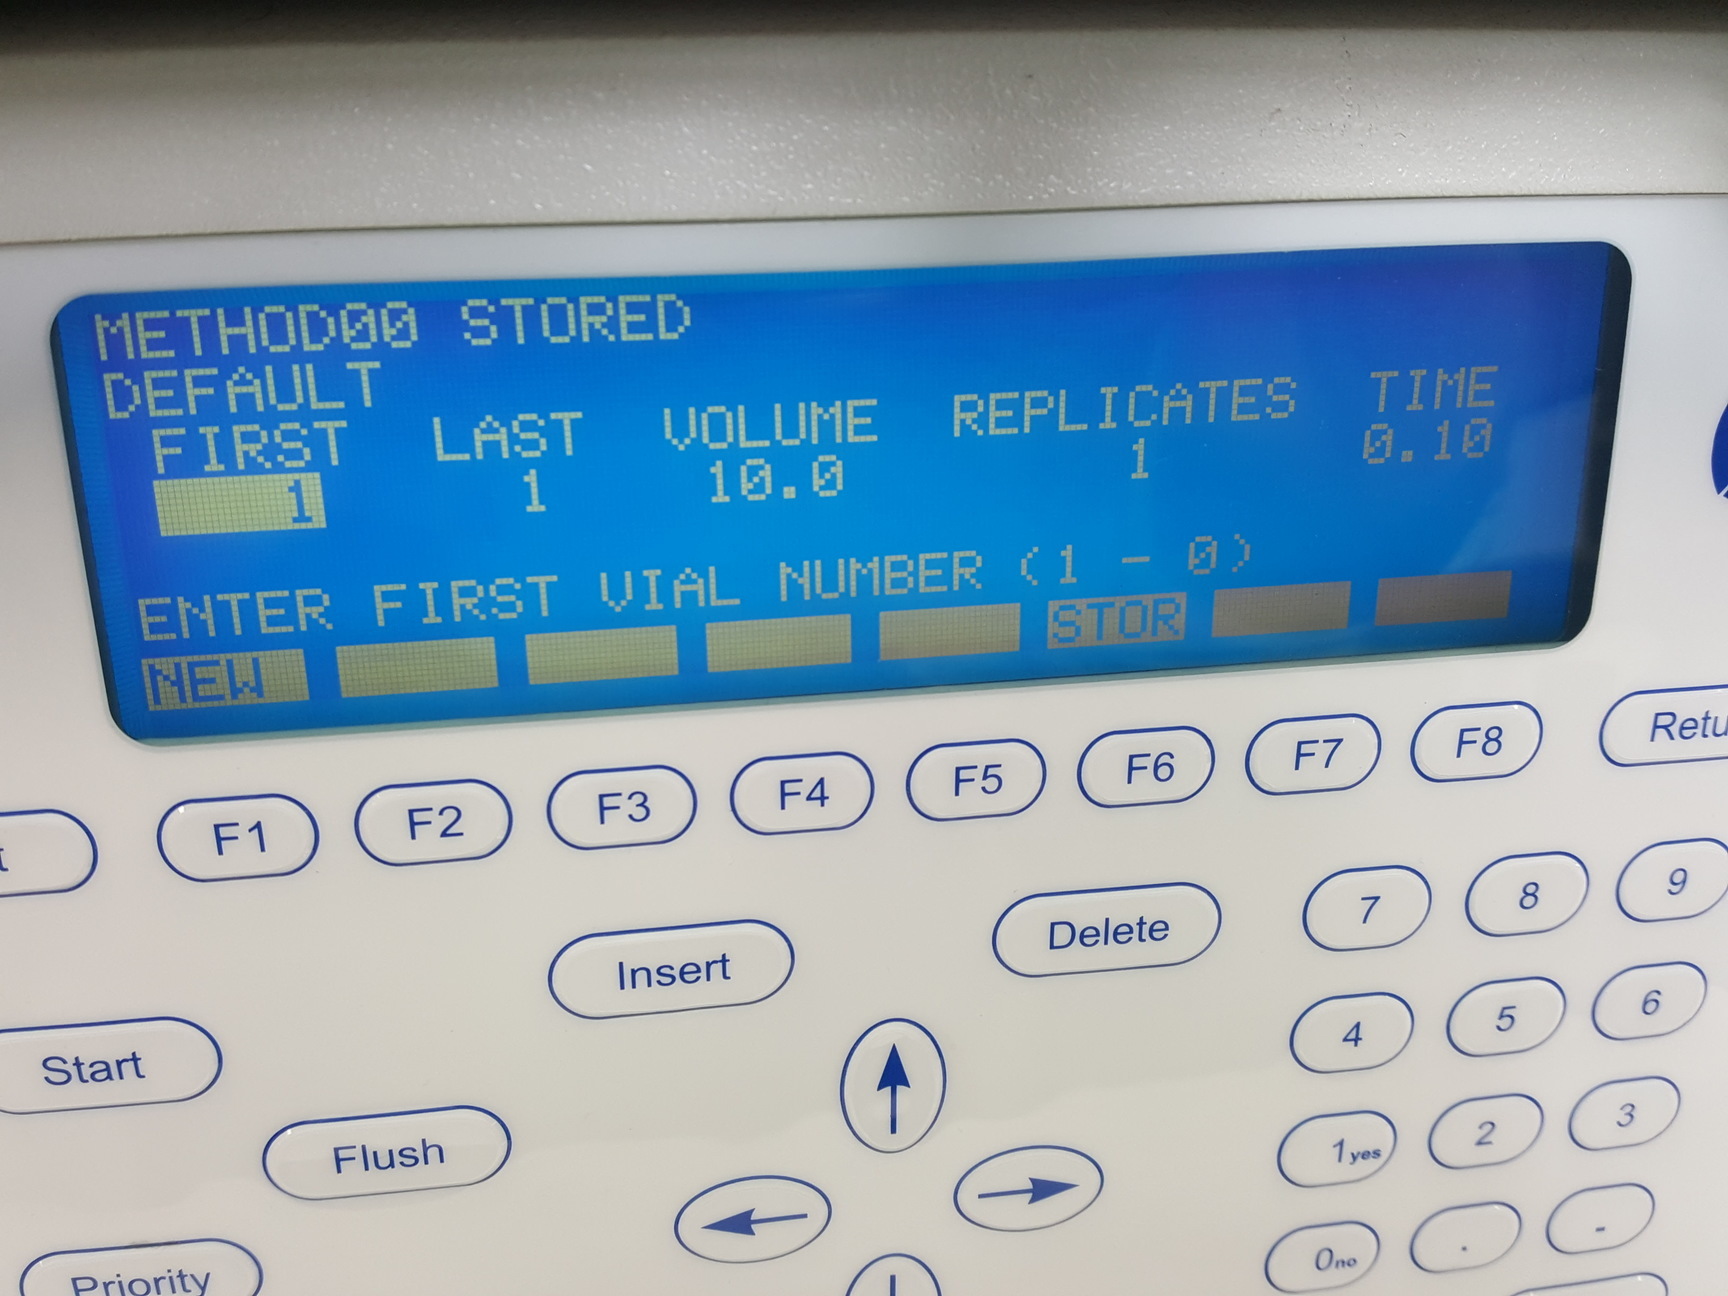 METHOD00 STORED
DEFAULT
FIRST LAST VOLUME REPLICATES TIME
1 1 10.0 1 0.10
ENTER FIRST VIAL NUMBER (1 - 0)
NEW STOR
F1 F2 F3 F4 F5 F6 F7 F8
Insert Delete 7 8 9
Start 4 5 6
Flush 1yes 2 3
Priority 0no . -